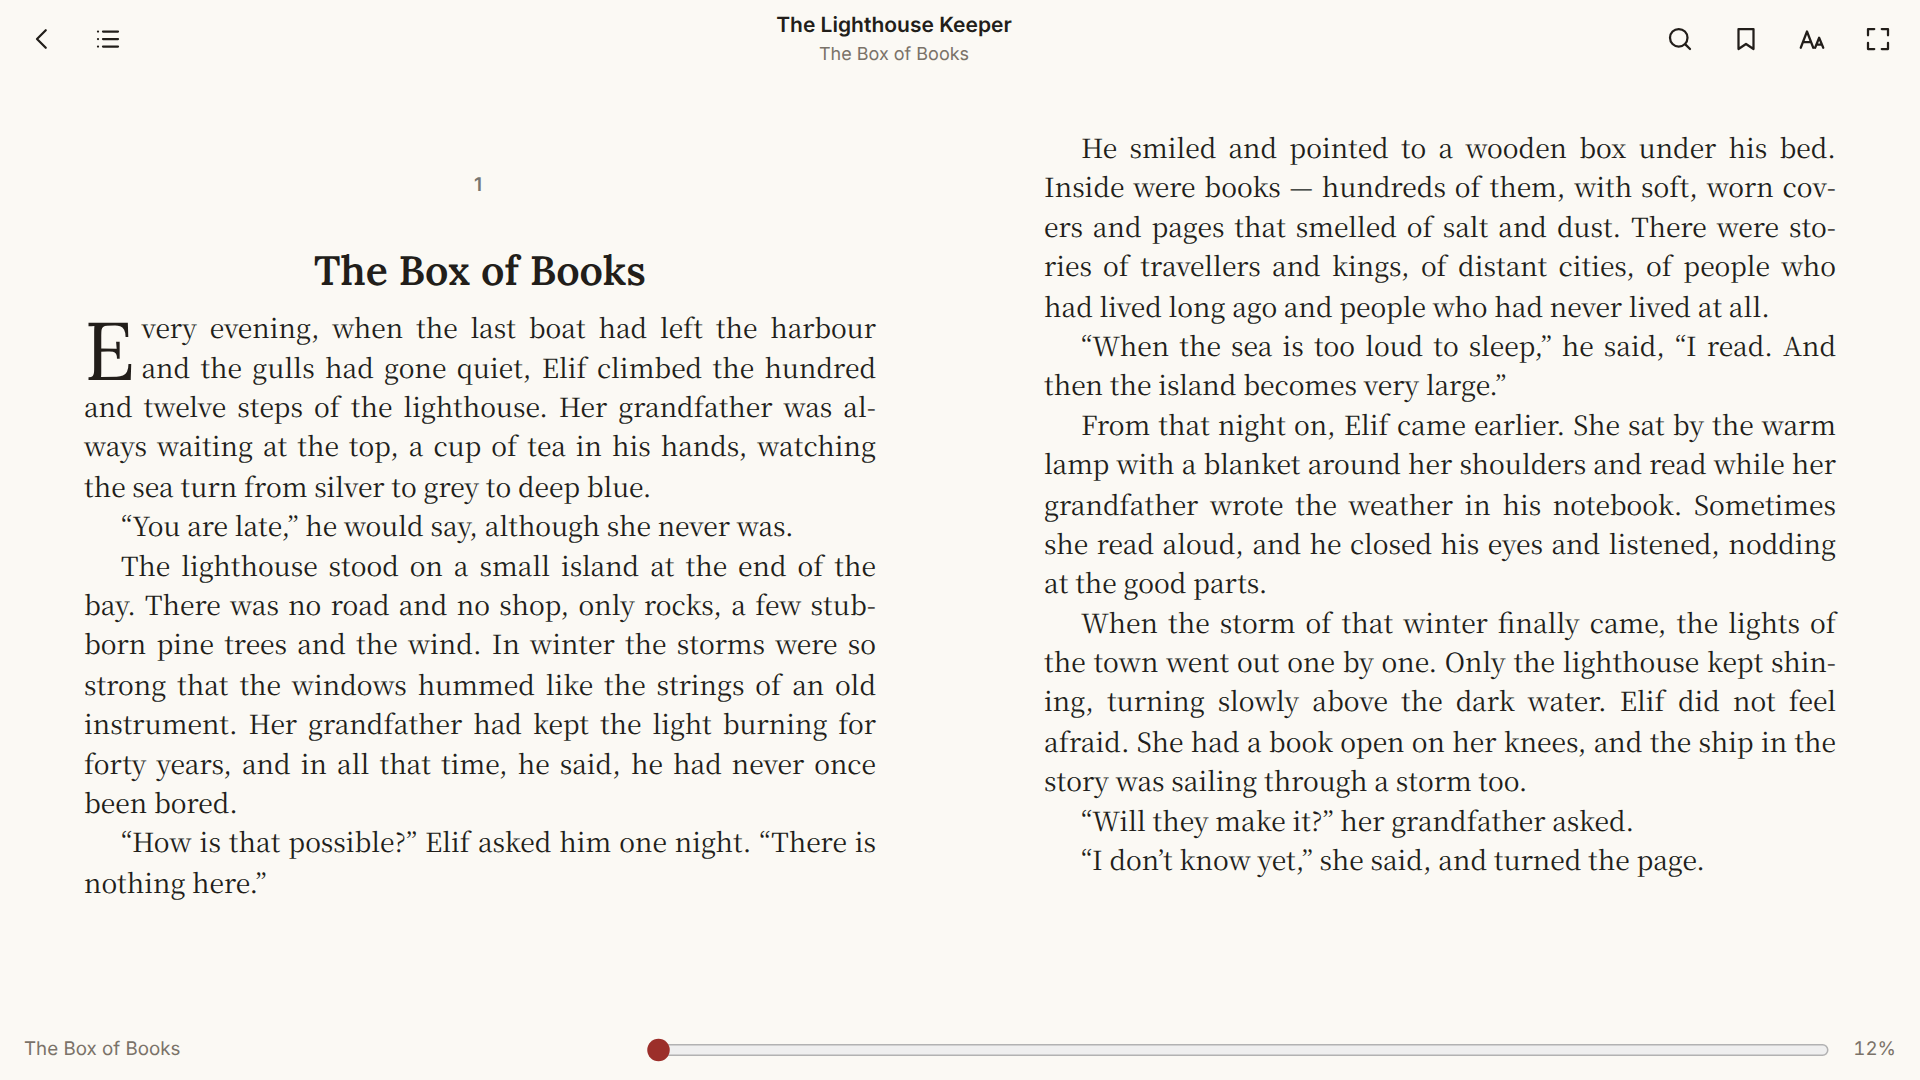 The Lighthouse Keeper
The Box of Books
1
The Box of Books
Every evening, when the last boat had left the harbour
and the gulls had gone quiet, Elif climbed the hundred
and twelve steps of the lighthouse. Her grandfather was al-
ways waiting at the top, a cup of tea in his hands, watching
the sea turn from silver to grey to deep blue.
“You are late,” he would say, although she never was.
The lighthouse stood on a small island at the end of the
bay. There was no road and no shop, only rocks, a few stub-
born pine trees and the wind. In winter the storms were so
strong that the windows hummed like the strings of an old
instrument. Her grandfather had kept the light burning for
forty years, and in all that time, he said, he had never once
been bored.
“How is that possible?” Elif asked him one night. “There is
nothing here.”
He smiled and pointed to a wooden box under his bed.
Inside were books — hundreds of them, with soft, worn cov-
ers and pages that smelled of salt and dust. There were sto-
ries of travellers and kings, of distant cities, of people who
had lived long ago and people who had never lived at all.
“When the sea is too loud to sleep,” he said, “I read. And
then the island becomes very large.”
From that night on, Elif came earlier. She sat by the warm
lamp with a blanket around her shoulders and read while her
grandfather wrote the weather in his notebook. Sometimes
she read aloud, and he closed his eyes and listened, nodding
at the good parts.
When the storm of that winter finally came, the lights of
the town went out one by one. Only the lighthouse kept shin-
ing, turning slowly above the dark water. Elif did not feel
afraid. She had a book open on her knees, and the ship in the
story was sailing through a storm too.
“Will they make it?” her grandfather asked.
“I don’t know yet,” she said, and turned the page.
The Box of Books
12%